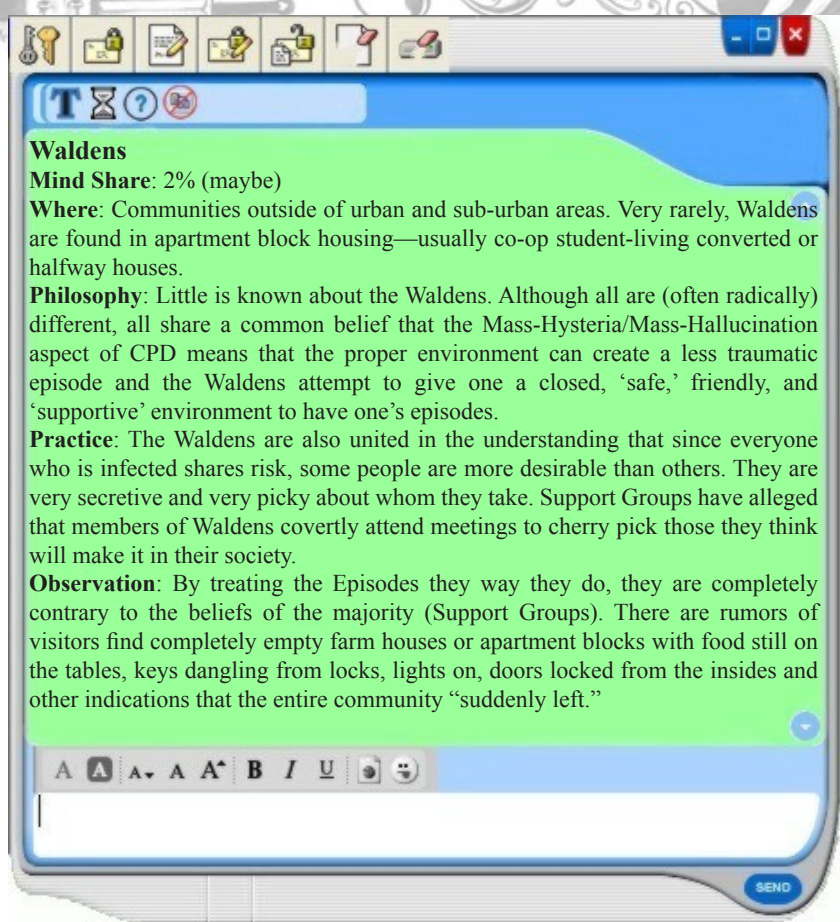 Waldens
Mind Share: 2% (maybe)
Where: Communities outside of urban and sub-urban areas. Very rarely, Waldens
are found in apartment block housing—usually co-op student-living converted or
halfway houses.
Philosophy: Little is known about the Waldens. Although all are (often radically)
different, all share a common belief that the Mass-Hysteria/Mass-Hallucination
aspect of CPD means that the proper environment can create a less traumatic
episode and the Waldens attempt to give one a closed, ‘safe,’ friendly, and
‘supportive’ environment to have one’s episodes.
Practice: The Waldens are also united in the understanding that since everyone
who is infected shares risk, some people are more desirable than others. They are
very secretive and very picky about whom they take. Support Groups have alleged
that members of Waldens covertly attend meetings to cherry pick those they think
will make it in their society.
Observation: By treating the Episodes they way they do, they are completely
contrary to the beliefs of the majority (Support Groups). There are rumors of
visitors find completely empty farm houses or apartment blocks with food still on
the tables, keys dangling from locks, lights on, doors locked from the insides and
other indications that the entire community “suddenly left.”
A A A A A B I U
SEND